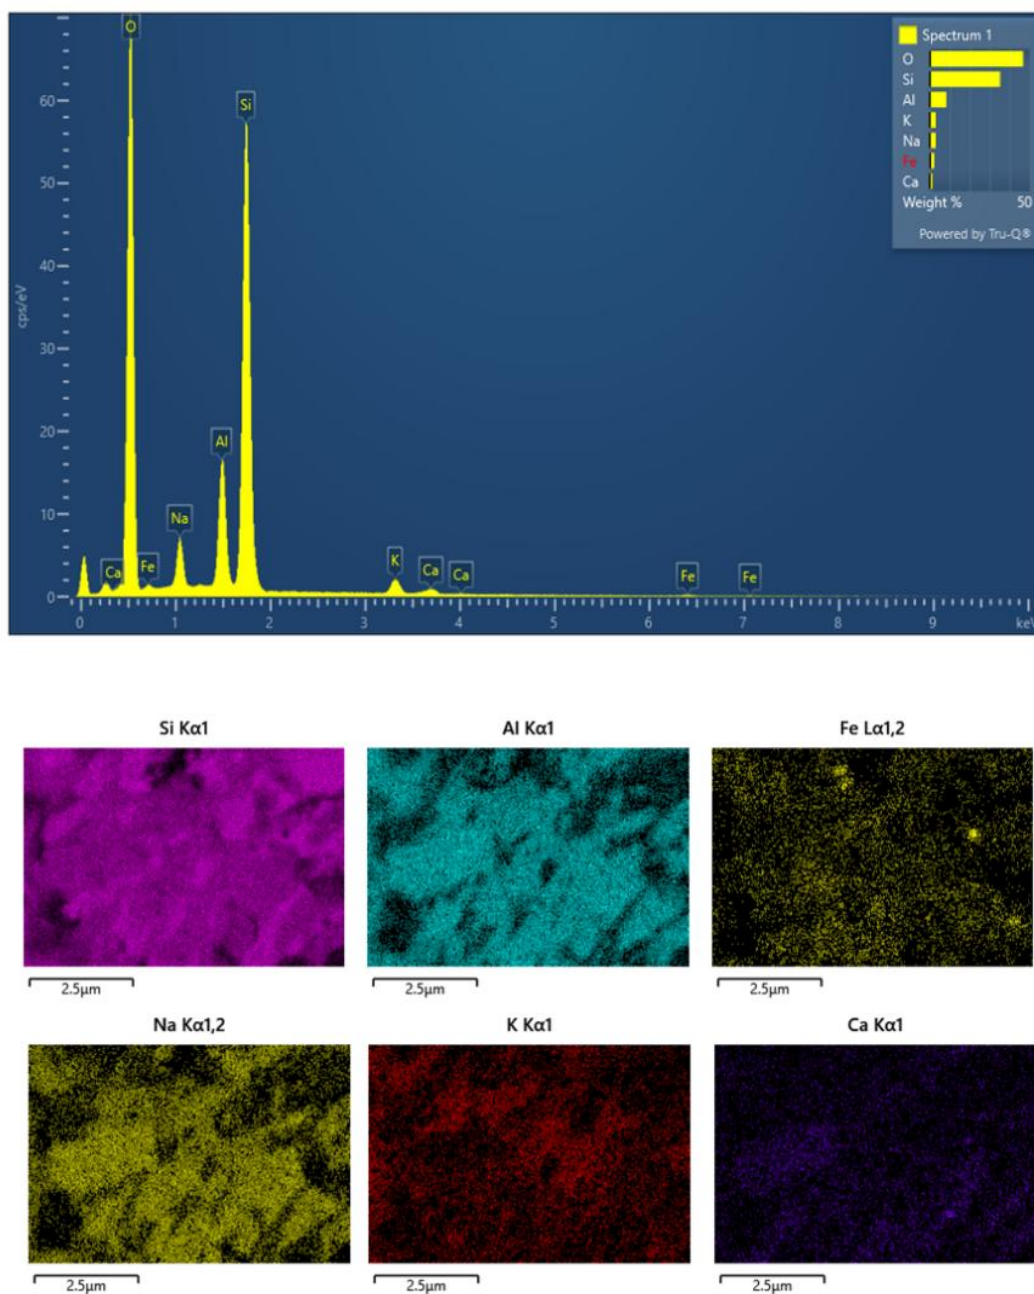 O
Si
Al
Na
Ca
Fe
K
Ca
Ca
Fe
Fe
cps/eV
60
50
40
30
20
10
0
0 1 2 3 4 5 6 7 8 9 keV
Spectrum 1
O
Si
Al
K
Na
Fe
Ca
Weight % 50
Powered by Tru-Q®
Si Kα1 Al Kα1 Fe Lα1,2
2.5µm 2.5µm 2.5µm
Na Kα1,2 K Kα1 Ca Kα1
2.5µm 2.5µm 2.5µm